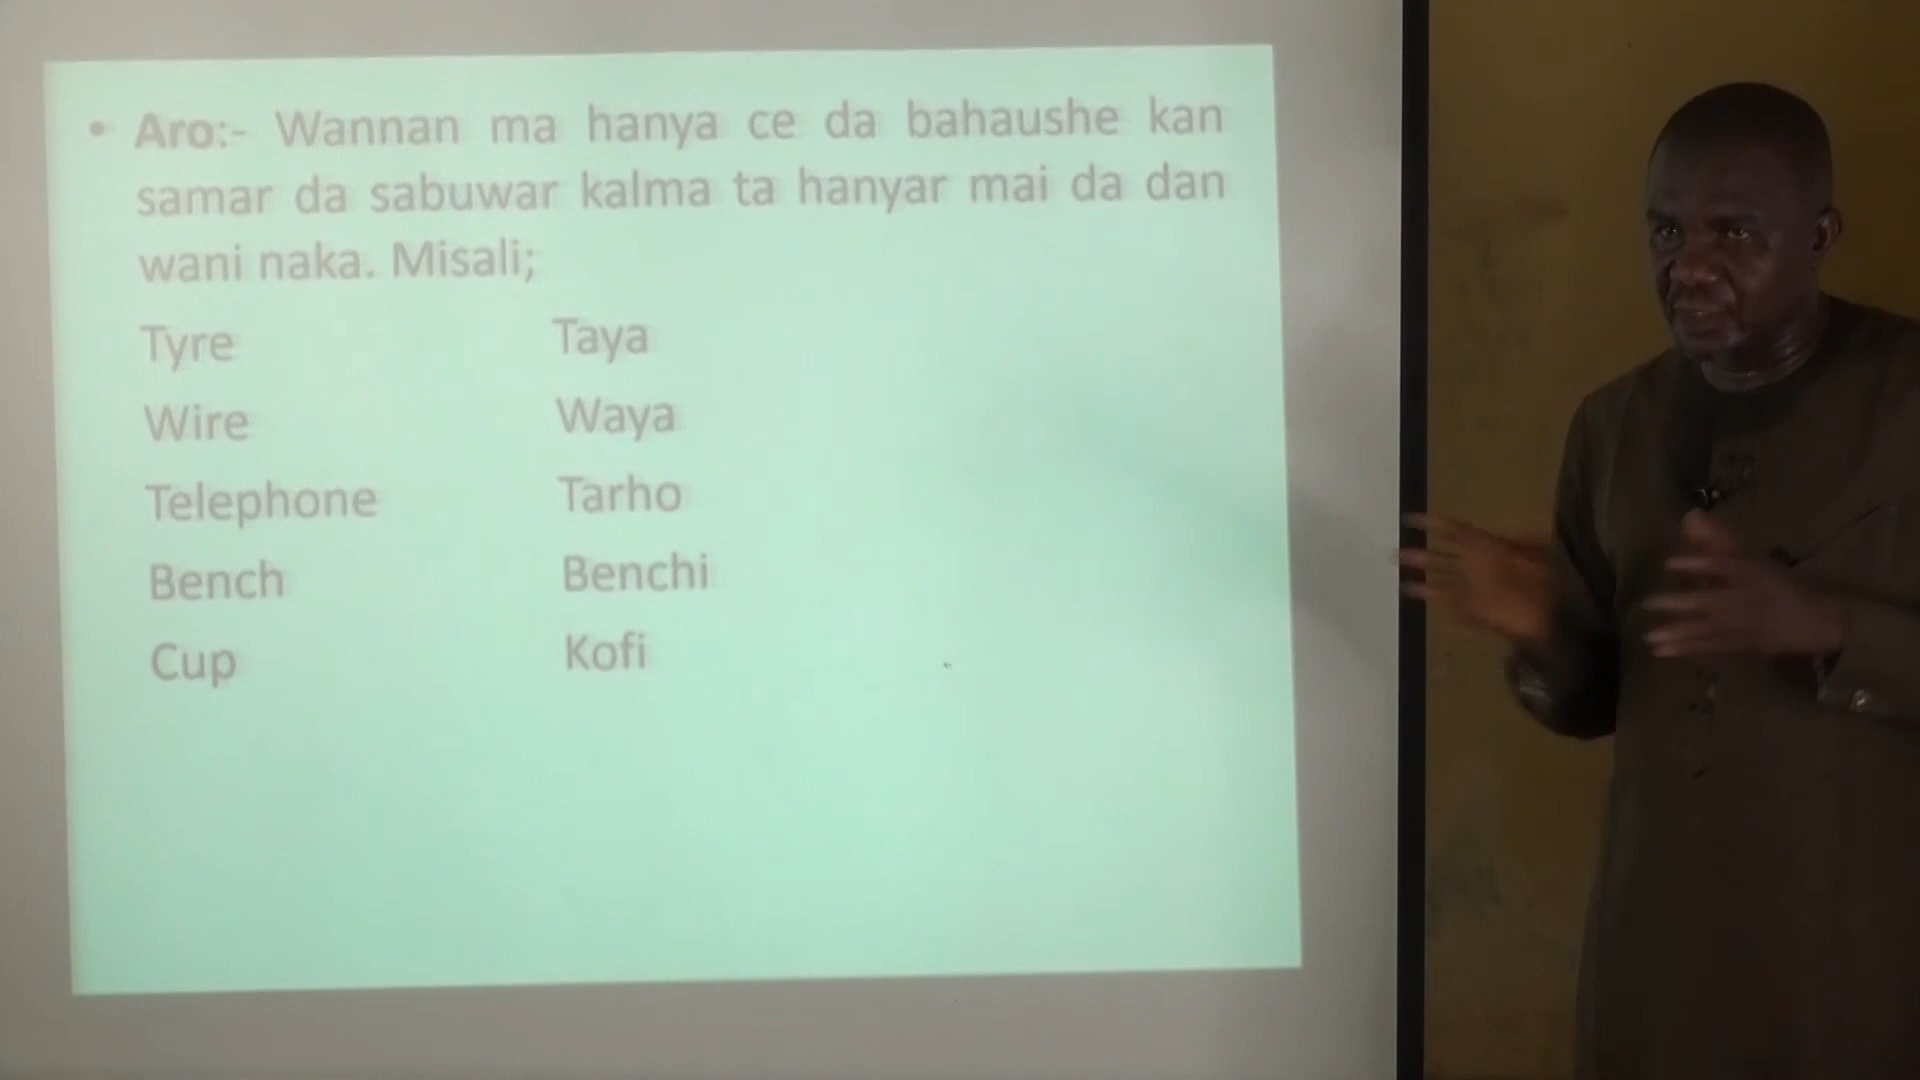 • Aro:- Wannan ma hanya ce da bahaushe kan
samar da sabuwar kalma ta hanyar mai da dan
wani naka. Misali;
Tyre Taya
Wire Waya
Telephone Tarho
Bench Benchi
Cup Kofi